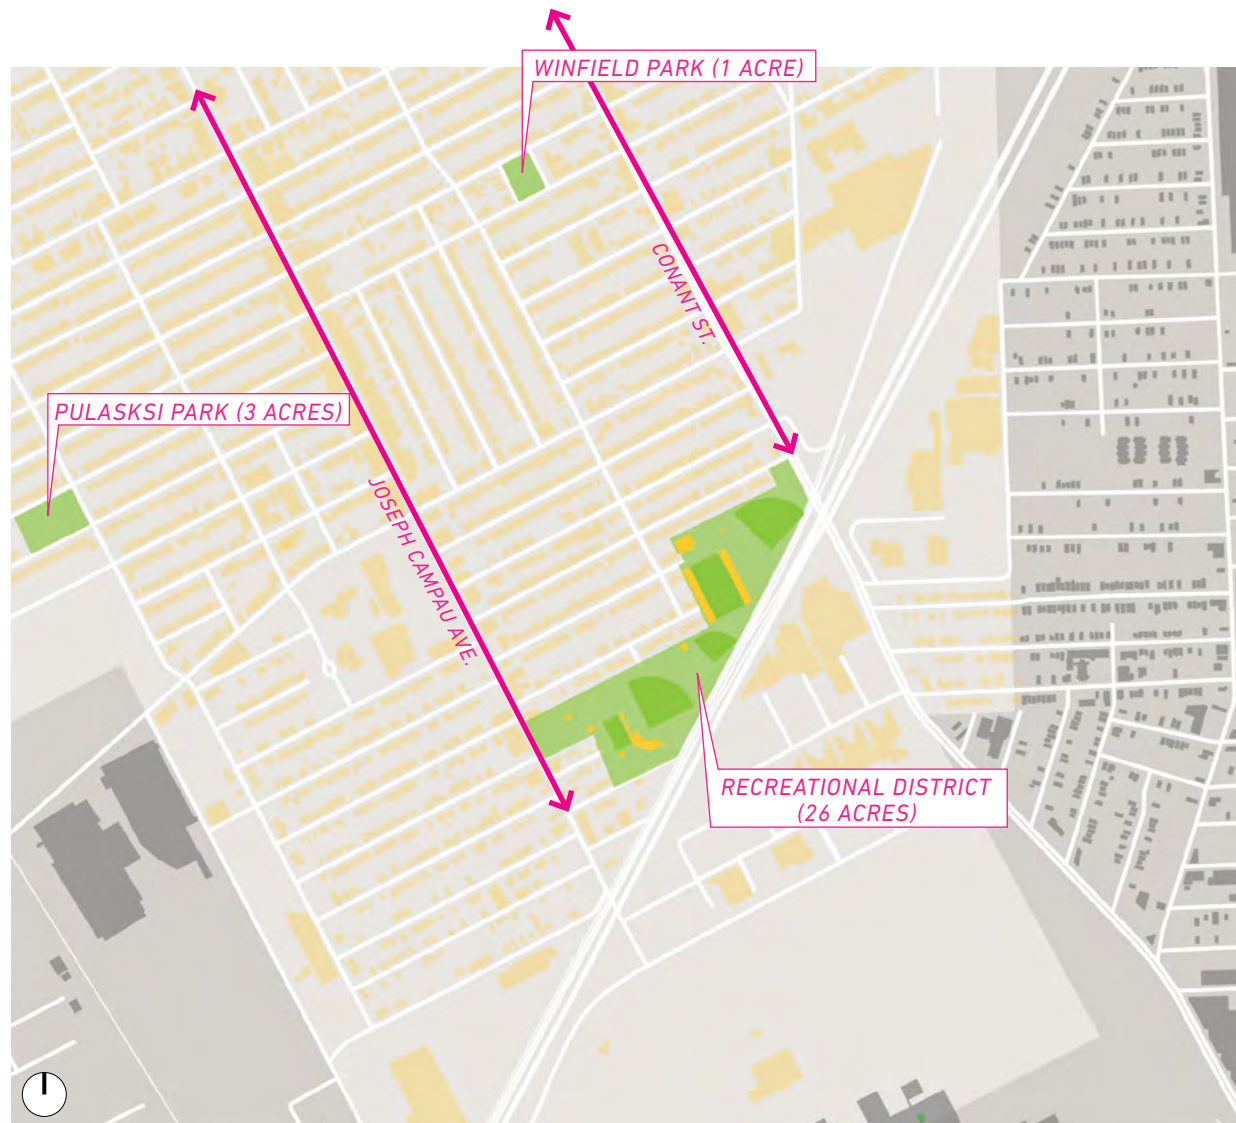 WINFIELD PARK (1 ACRE)
CONANT ST.
PULASKSI PARK (3 ACRES)
JOSEPH CAMPAU AVE.
RECREATIONAL DISTRICT
(26 ACRES)